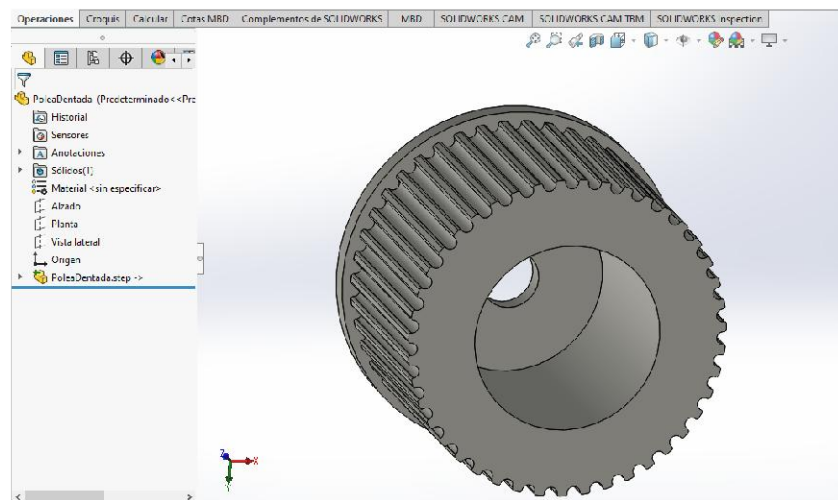 Operaciones Croquis Calcular Cotas MBD Complementos de SOLIDWORKS MBD SOLIDWORKS CAM SOLIDWORKS CAM TBM SOLIDWORKS Inspection
PoleaDentada (Predeterminado<<Pre
Historial
Sensores
Anotaciones
Sólidos(1)
Material <sin especificar>
Alzado
Planta
Vista lateral
Origen
PoleaDentada.step ->
Z
X
Y